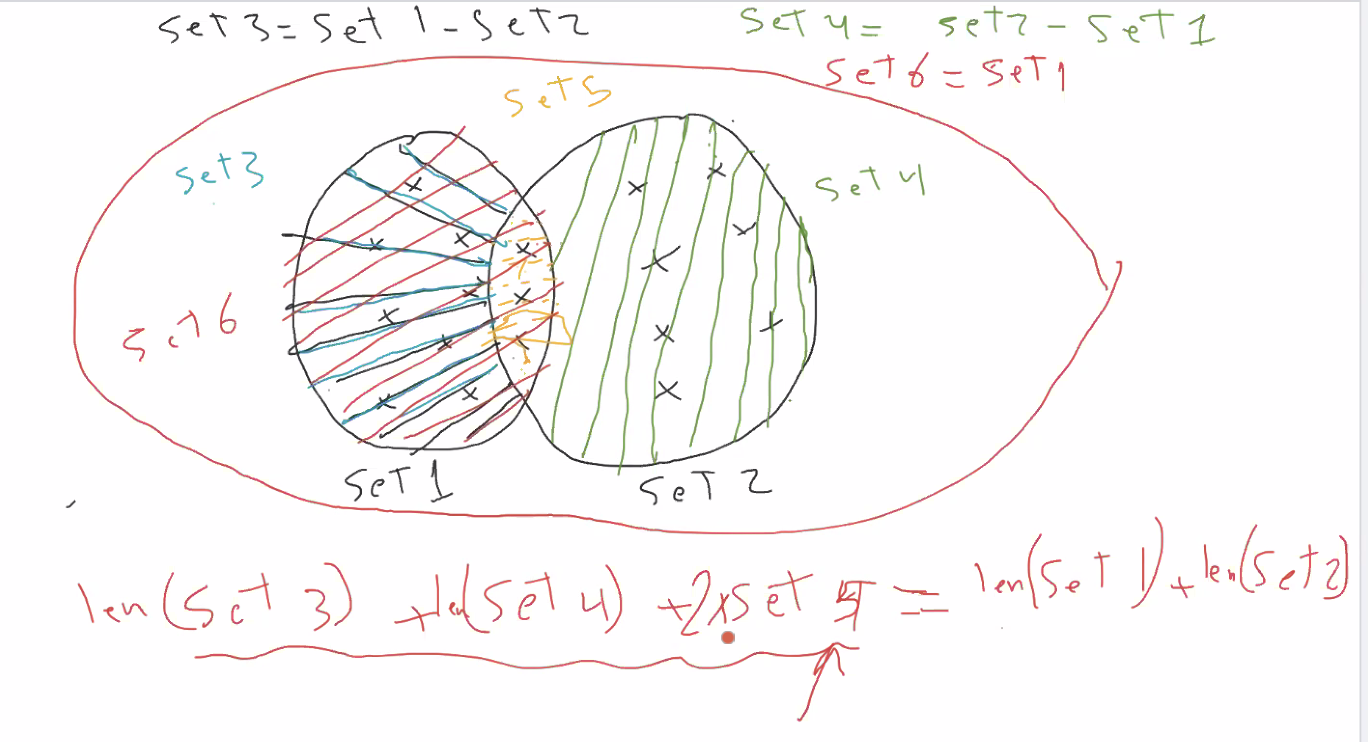 set 3 = set 1 - set 2
set 4 = set 2 - set 1
set 6 = set 1
set 5
set 3
set 4
set 6
set 1
set 2
len(set 3) + len(set 4) + 2 x set 5 = len(set 1) + len(set 2)